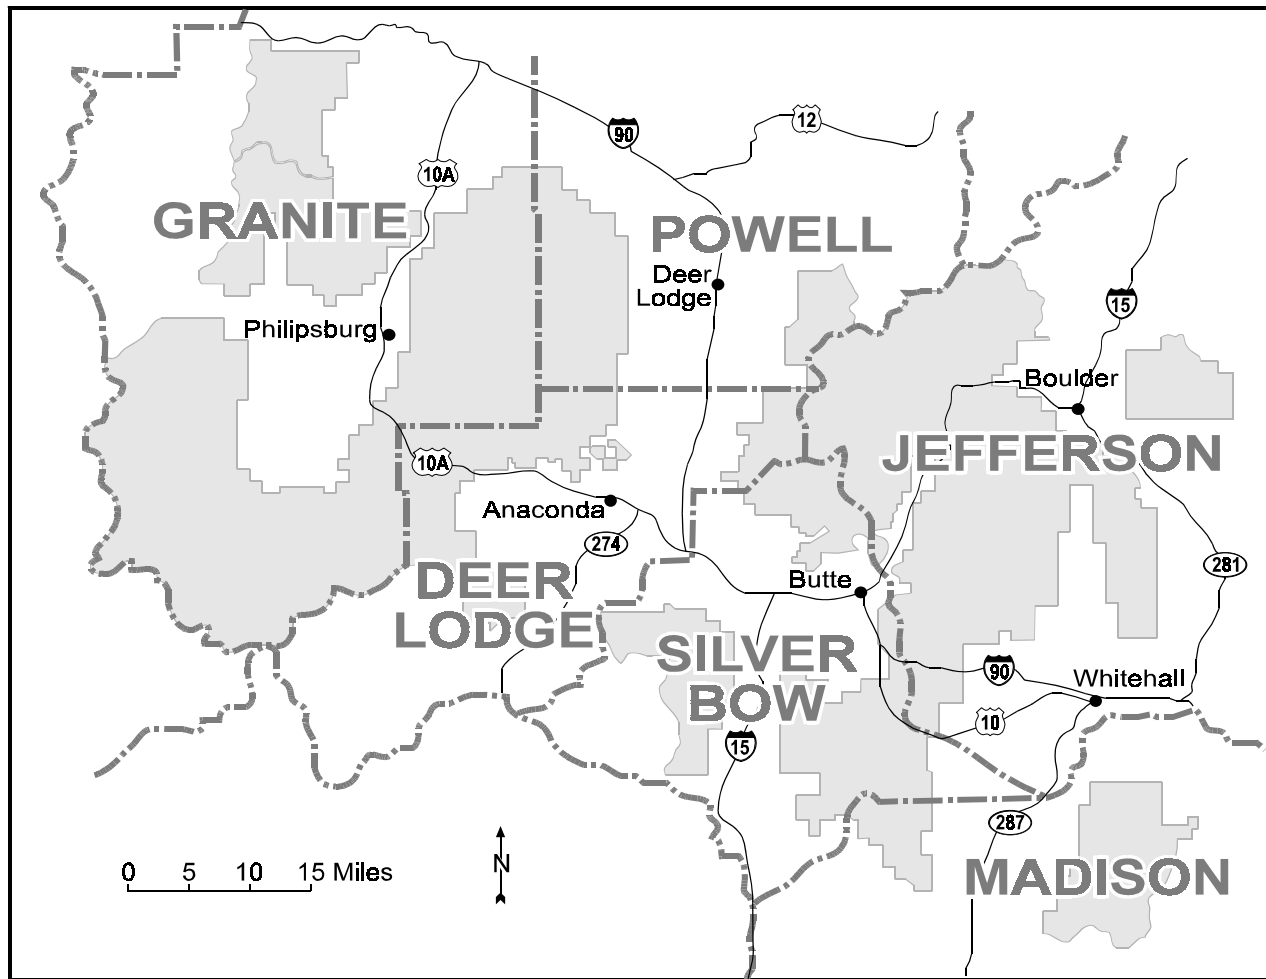 12
90
10A
GRANITE
POWELL
Deer
Lodge
15
Philipsburg
Boulder
JEFFERSON
10A
Anaconda
274
281
DEER
LODGE
Butte
SILVER
BOW
90
Whitehall
10
15
287
N
0 5 10 15 Miles
MADISON